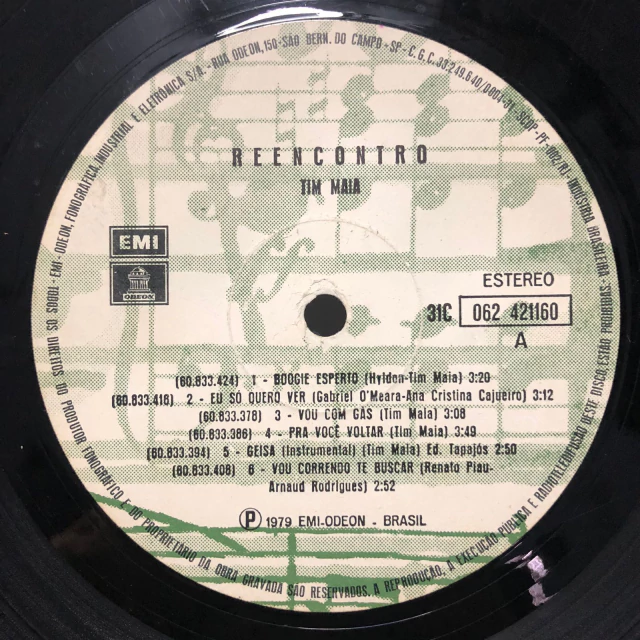 REENCONTRO
TIM MAIA
EMI
ODEON
ESTEREO
31C 062 421160
A
(60.833.424) 1 - BOOGIE ESPERTO (Hyldon-Tim Maia) 3:20
(60.833.416) 2 - EU SÓ QUERO VER (Gabriel O'Meara-Ana Cristina Cajueiro) 3:12
(60.833.378) 3 - VOU COM GÁS (Tim Maia) 3:08
(60.833.386) 4 - PRA VOCÊ VOLTAR (Tim Maia) 3:49
(60.833.394) 5 - GEISA (Instrumental) (Tim Maia) Ed. Tapajós 2:50
(60.833.408) 6 - VOU CORRENDO TE BUSCAR (Renato Piau-
Arnaud Rodrigues) 2:52
Ⓟ 1979 EMI-ODEON - BRASIL
TODOS OS DIREITOS DO PRODUTOR FONOGRÁFICO E DO PROPRIETÁRIO DA OBRA GRAVADA SÃO RESERVADOS. A REPRODUÇÃO, A EXECUÇÃO PÚBLICA E RADIOTELEDIFUSÃO DESTE DISCO, ESTÃO PROIBIDAS.
EMI - ODEON, FONOGRÁFICA, INDUSTRIAL E ELETRÔNICA S/A. - RUA ODEON, 150 - SÃO BERN. DO CAMPO - SP - C.G.C. 33.249.640/0004-31 - SCDP - PF - 002/RJ - INDÚSTRIA BRASILEIRA